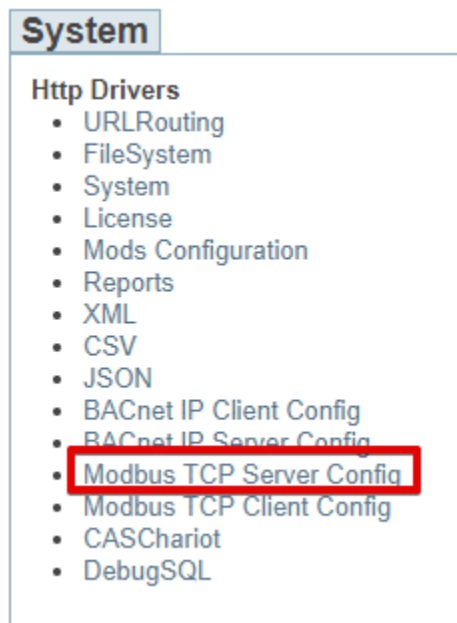 System
Http Drivers
• URLRouting
• FileSystem
• System
• License
• Mods Configuration
• Reports
• XML
• CSV
• JSON
• BACnet IP Client Config
• BACnet IP Server Config
• Modbus TCP Server Config
• Modbus TCP Client Config
• CASChariot
• DebugSQL